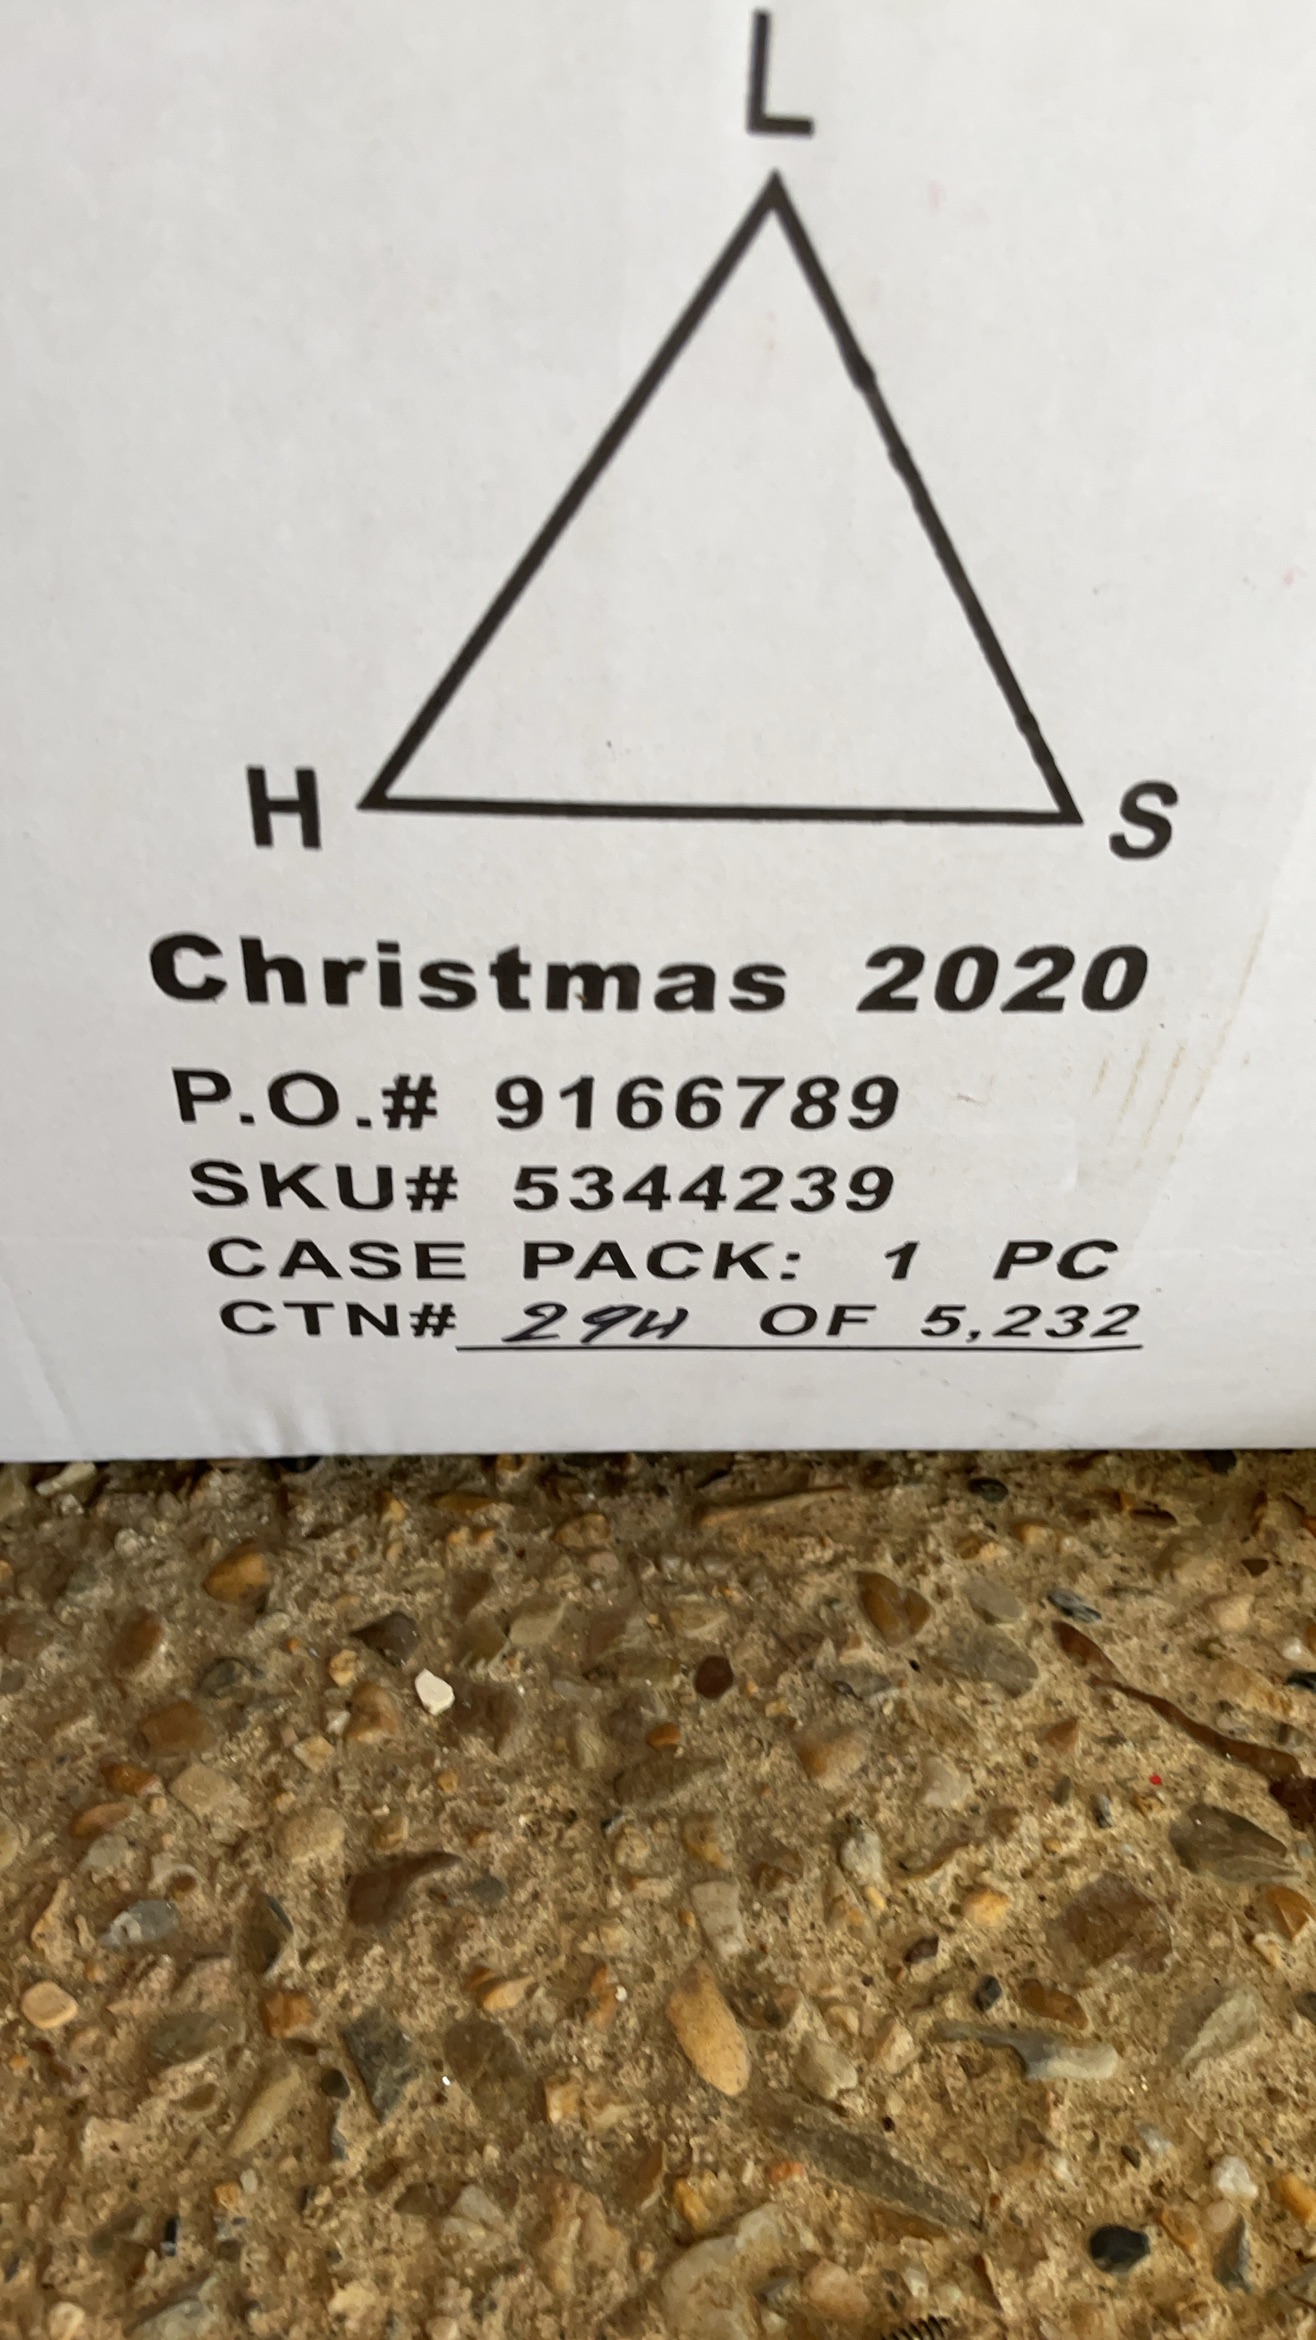 L
H S
Christmas 2020
P.O.# 9166789
SKU# 5344239
CASE PACK: 1 PC
CTN# 294 OF 5,232